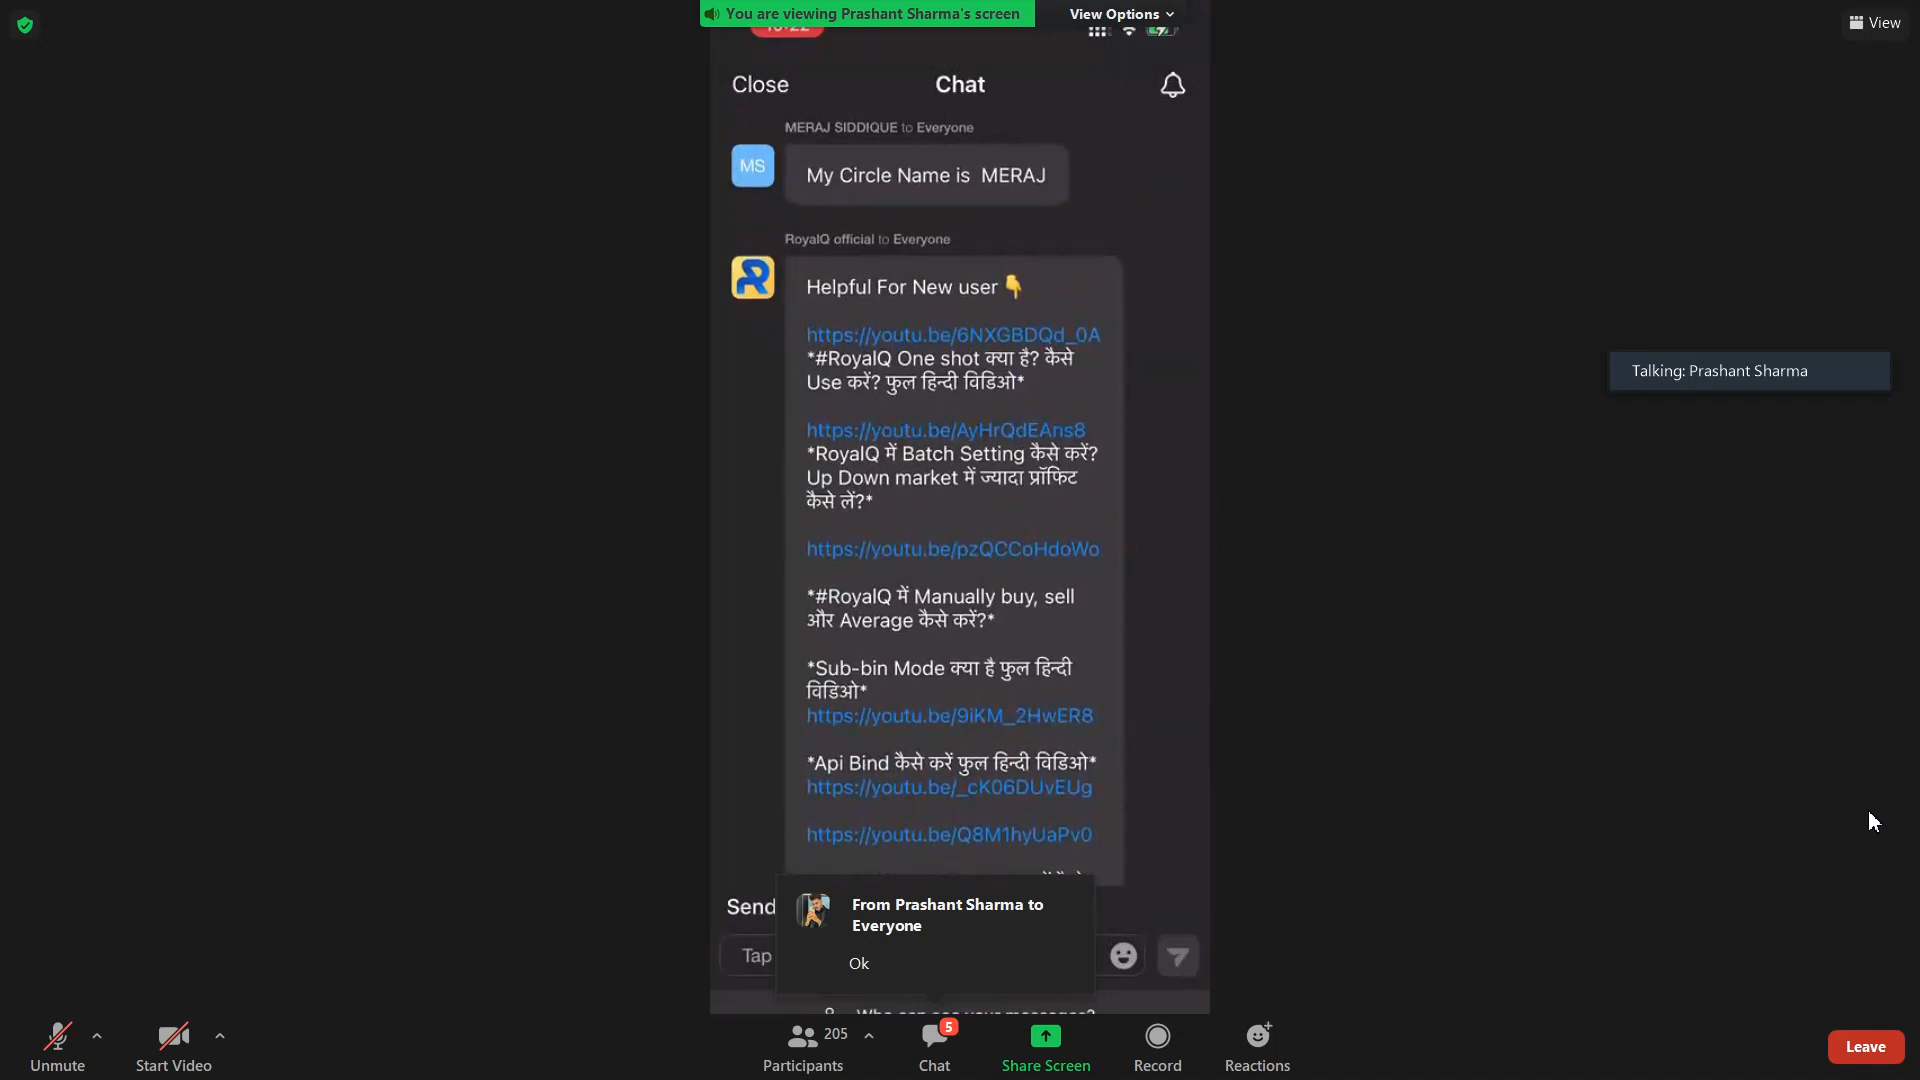 You are viewing Prashant Sharma's screen
View Options
View
Close
Chat
MERAJ SIDDIQUE to Everyone
MS
My Circle Name is MERAJ
RoyalQ official to Everyone
Helpful For New user 👇
https://youtu.be/6NXGBDQd_0A
*#RoyalQ One shot क्या है? कैसे
Use करें? फुल हिन्दी विडिओ*
https://youtu.be/AyHrQdEAns8
*RoyalQ में Batch Setting कैसे करें?
Up Down market में ज्यादा प्रॉफिट
कैसे लें?*
https://youtu.be/pzQCCoHdoWo
*#RoyalQ में Manually buy, sell
और Average कैसे करें?*
*Sub-bin Mode क्या है फुल हिन्दी
विडिओ*
https://youtu.be/9iKM_2HwER8
*Api Bind कैसे करें फुल हिन्दी विडिओ*
https://youtu.be/_cK06DUvEUg
https://youtu.be/Q8M1hyUaPv0
Talking: Prashant Sharma
Send
From Prashant Sharma to
Everyone
Tap
Ok
Who can see your messages?
Unmute
Start Video
205
Participants
5
Chat
Share Screen
Record
Reactions
Leave